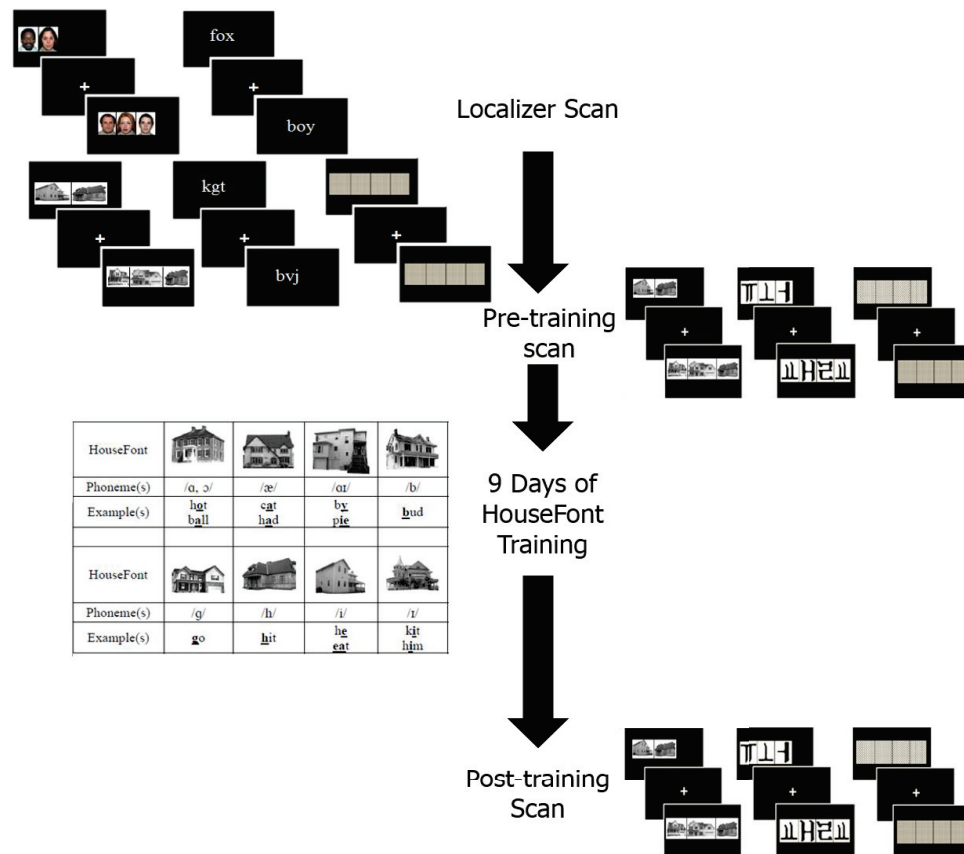 fox
boy
kgt
bvj
Localizer Scan
Pre-training
scan
HouseFont
Phoneme(s) /ɑ, ɔ/ /æ/ /ɑɪ/ /b/
Example(s) hot cat by bud
ball had pie
HouseFont
Phoneme(s) /g/ /h/ /i/ /ɪ/
Example(s) go hit he kit
eat him
9 Days of
HouseFont
Training
Post-training
Scan